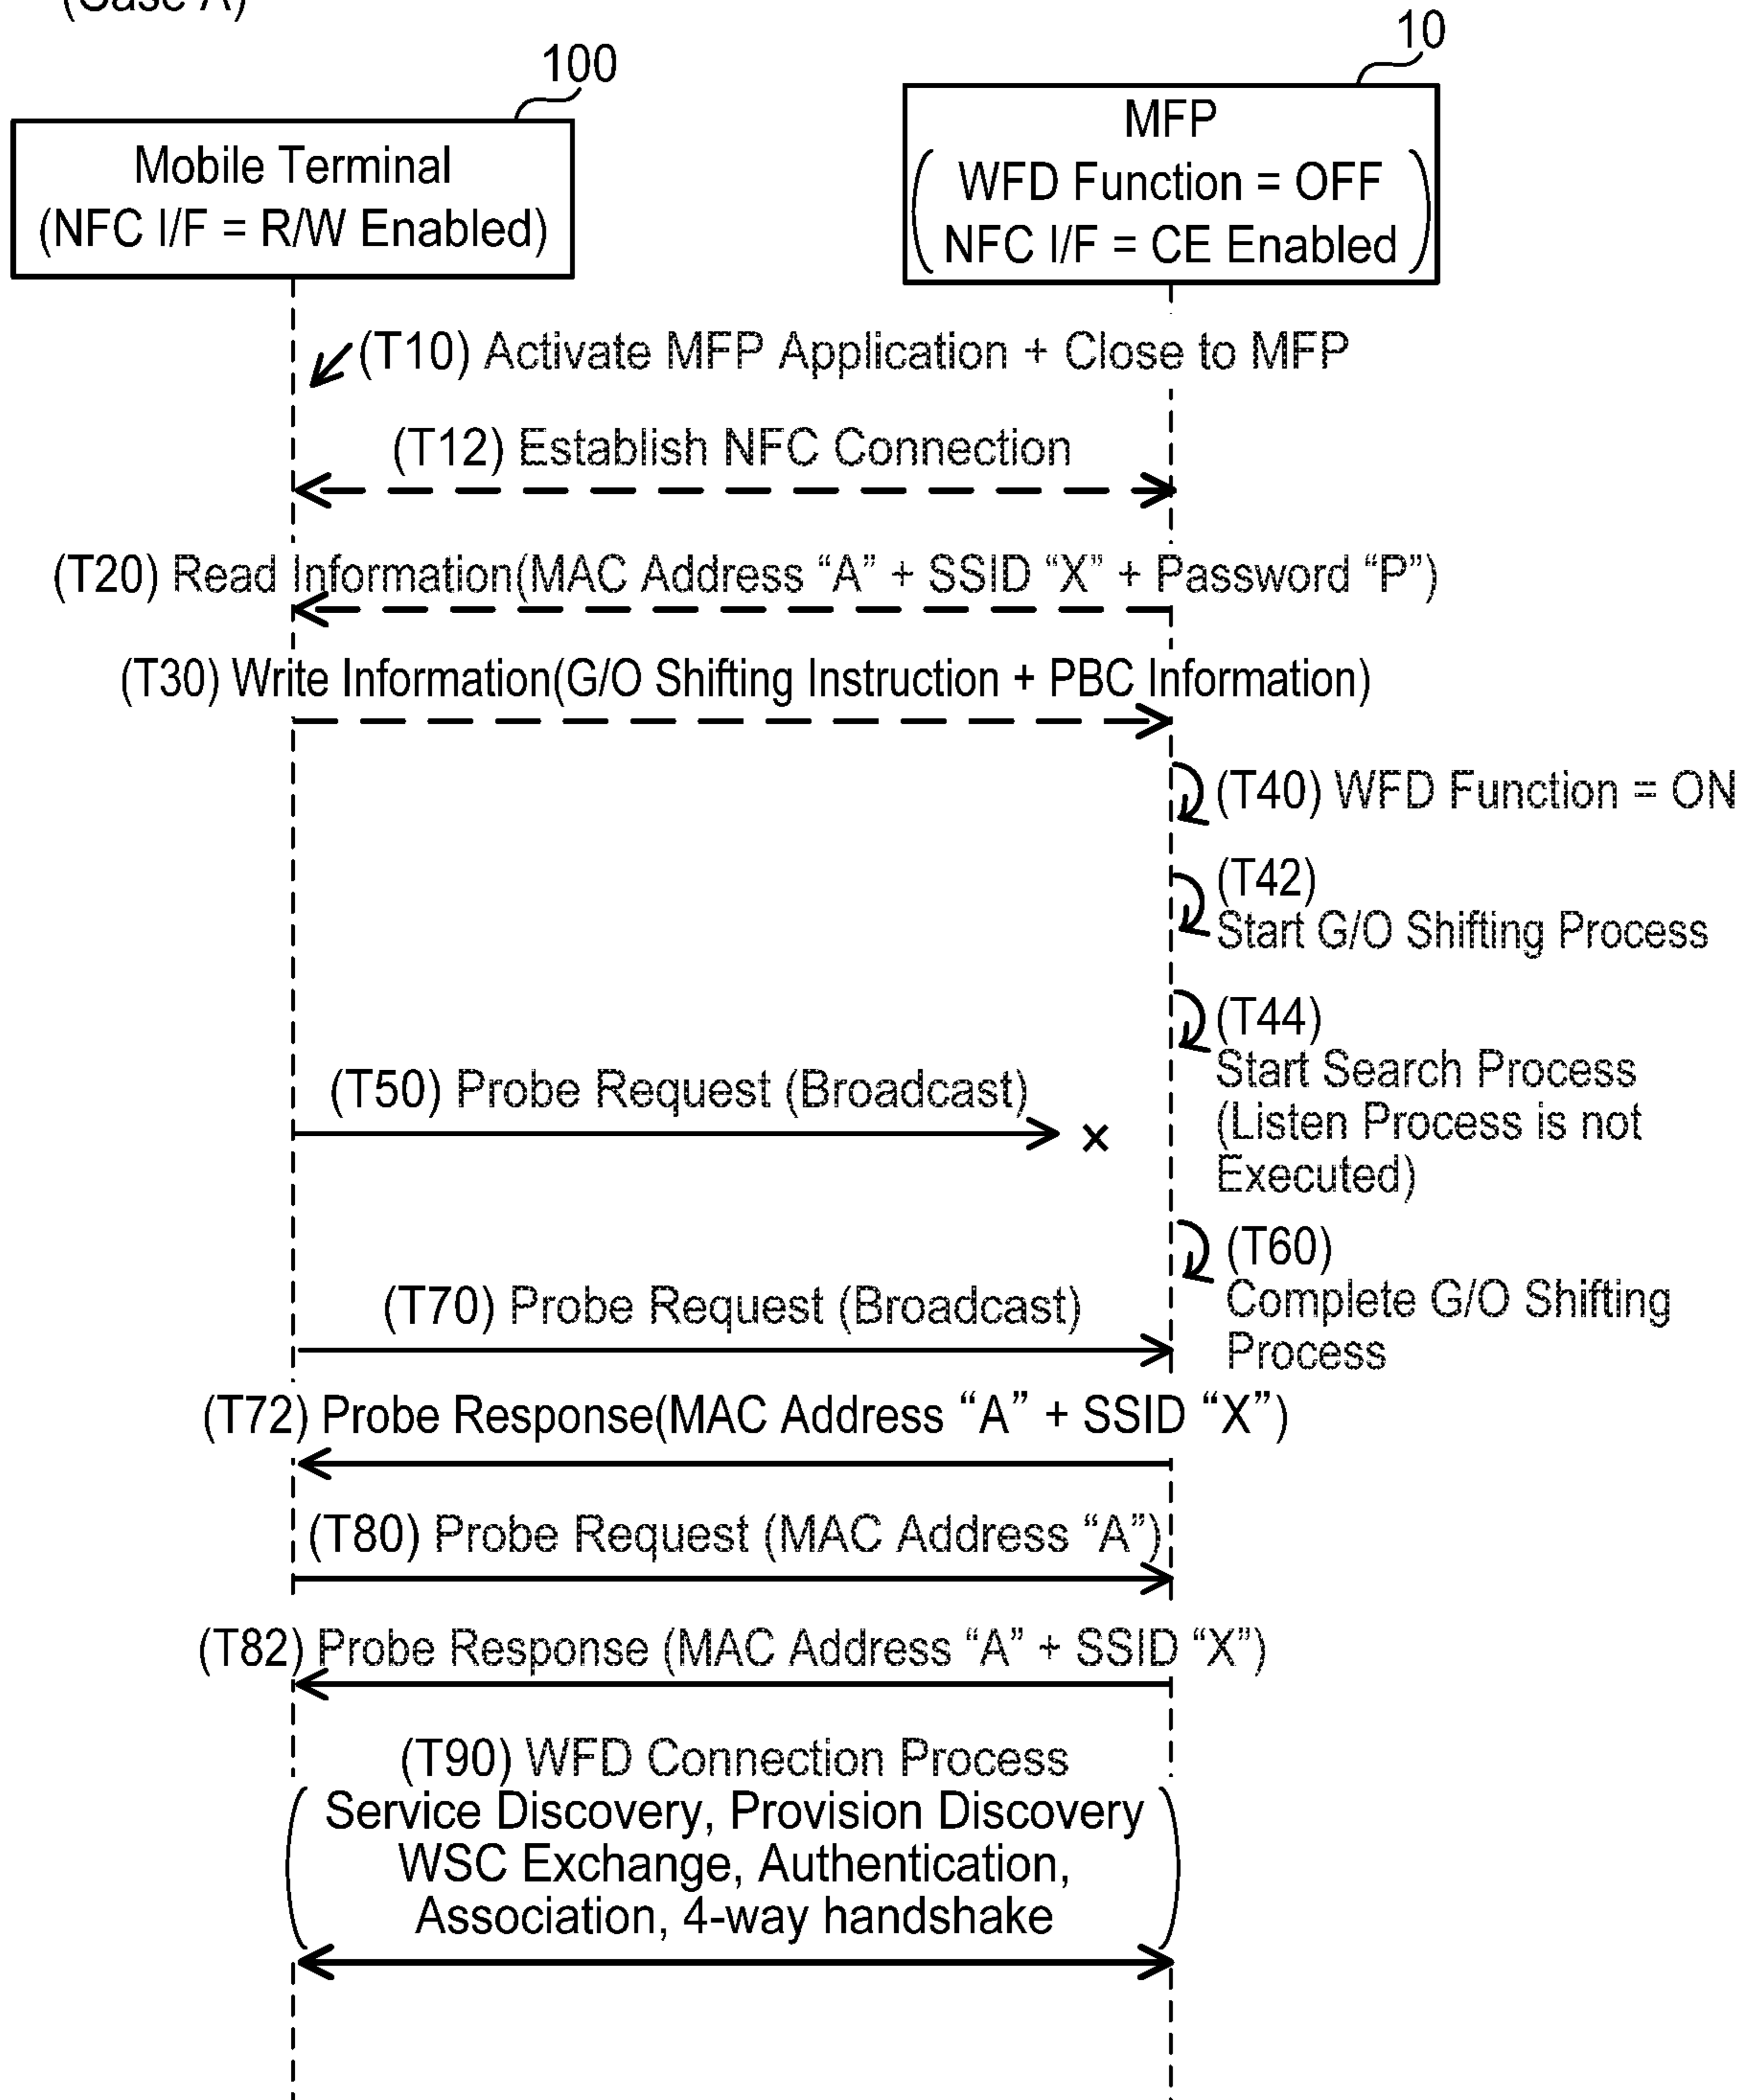 (Case A)
100
10
Mobile Terminal
(NFC I/F = R/W Enabled)
MFP
WFD Function = OFF
NFC I/F = CE Enabled
(T10) Activate MFP Application + Close to MFP
(T12) Establish NFC Connection
(T20) Read Information(MAC Address “A” + SSID “X” + Password “P”)
(T30) Write Information(G/O Shifting Instruction + PBC Information)
(T40) WFD Function = ON
(T42)
Start G/O Shifting Process
(T44)
Start Search Process
(Listen Process is not
Executed)
(T50) Probe Request (Broadcast)
×
(T60)
Complete G/O Shifting
Process
(T70) Probe Request (Broadcast)
(T72) Probe Response(MAC Address “A” + SSID “X”)
(T80) Probe Request (MAC Address “A”)
(T82) Probe Response (MAC Address “A” + SSID “X”)
(T90) WFD Connection Process
Service Discovery, Provision Discovery
WSC Exchange, Authentication,
Association, 4-way handshake